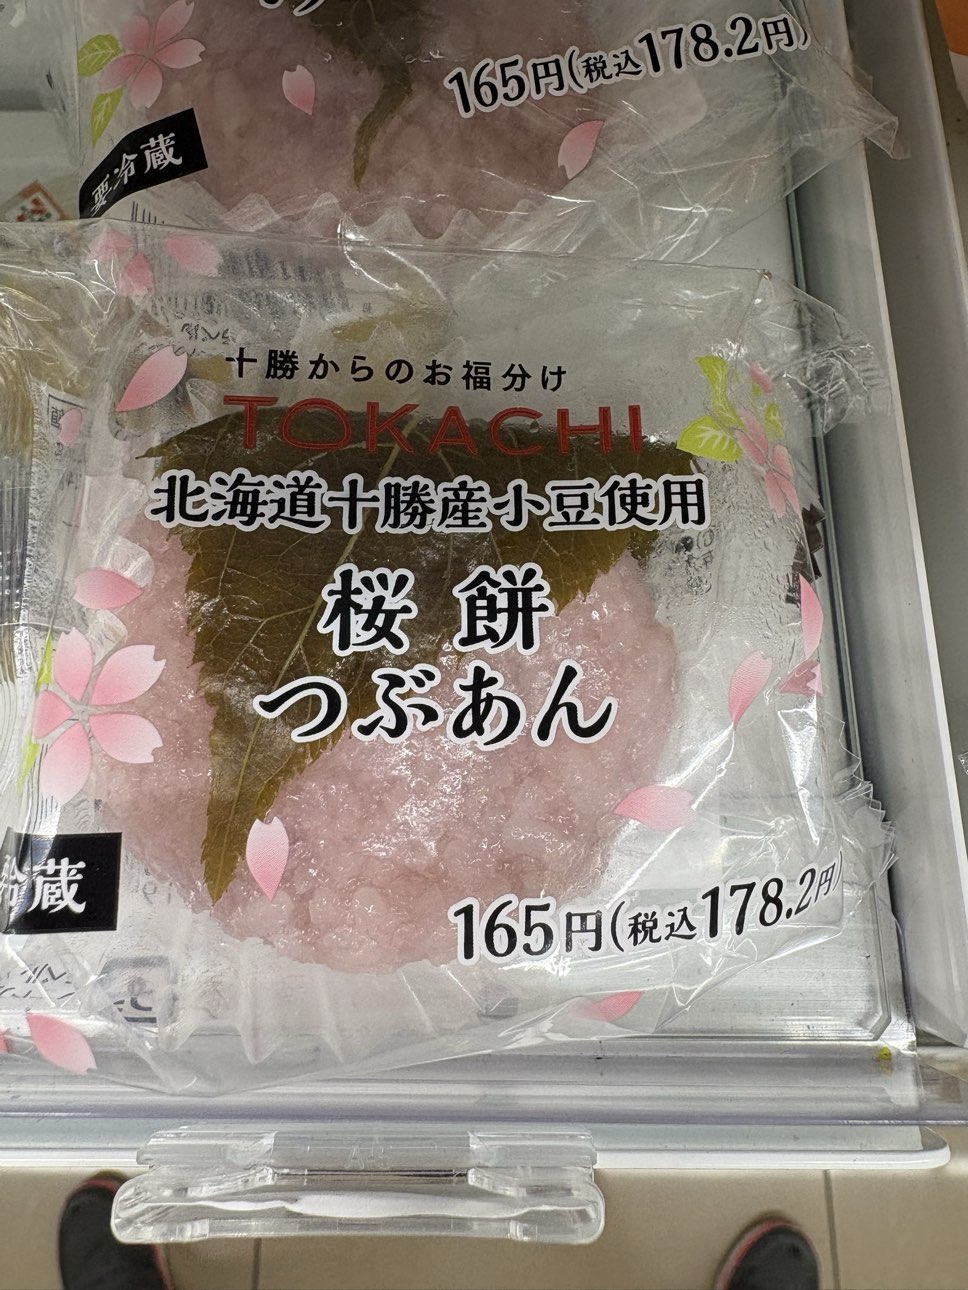 165円(税込178.2円)
要冷蔵
十勝からのお福分け
TOKACHI
北海道十勝産小豆使用
桜餅
つぶあん
冷蔵
165円(税込178.2円)